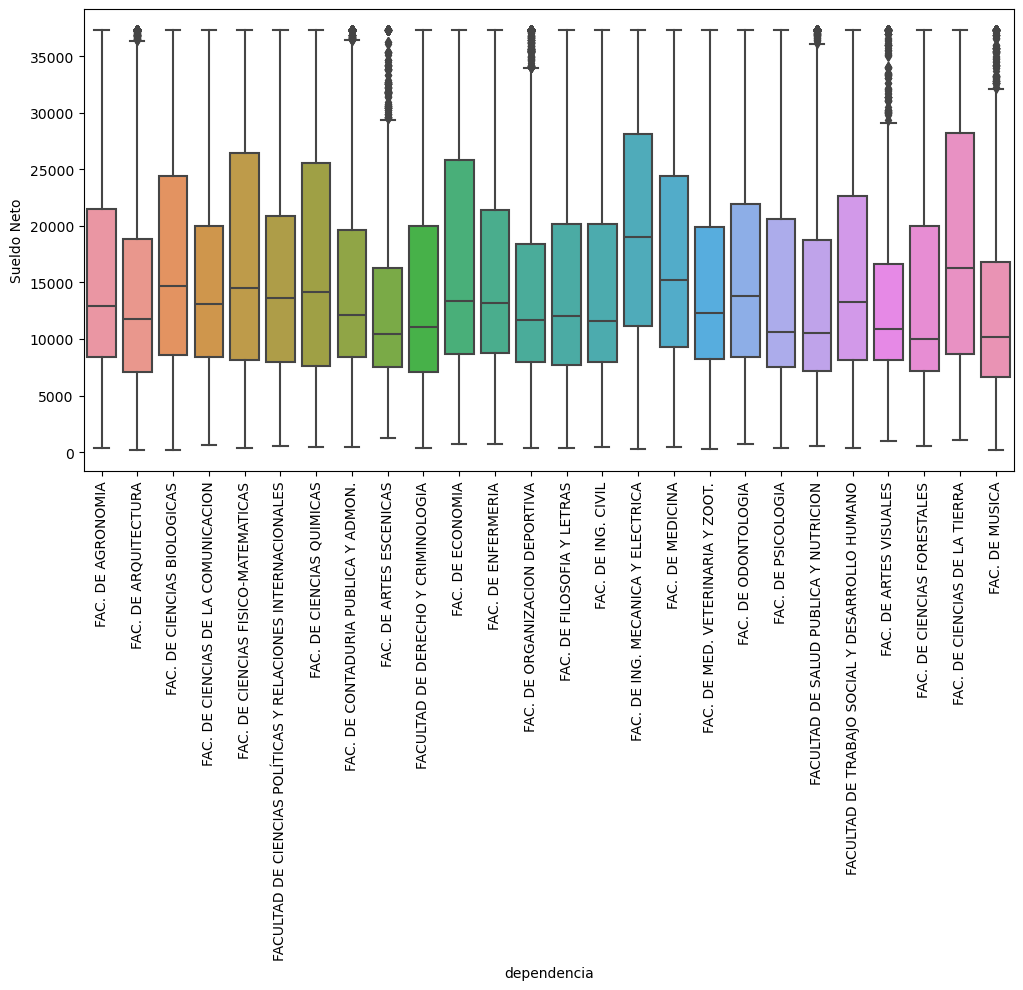 Sueldo Neto
35000
30000
25000
20000
15000
10000
5000
0
FAC. DE AGRONOMIA
FAC. DE ARQUITECTURA
FAC. DE CIENCIAS BIOLOGICAS
FAC. DE CIENCIAS DE LA COMUNICACION
FAC. DE CIENCIAS FISICO-MATEMATICAS
FACULTAD DE CIENCIAS POLÍTICAS Y RELACIONES INTERNACIONALES
FAC. DE CIENCIAS QUIMICAS
FAC. DE CONTADURIA PUBLICA Y ADMON.
FAC. DE ARTES ESCENICAS
FACULTAD DE DERECHO Y CRIMINOLOGIA
FAC. DE ECONOMIA
FAC. DE ENFERMERIA
FAC. DE ORGANIZACION DEPORTIVA
FAC. DE FILOSOFIA Y LETRAS
FAC. DE ING. CIVIL
FAC. DE ING. MECANICA Y ELECTRICA
FAC. DE MEDICINA
FAC. DE MED. VETERINARIA Y ZOOT.
FAC. DE ODONTOLOGIA
FAC. DE PSICOLOGIA
FACULTAD DE SALUD PUBLICA Y NUTRICION
FACULTAD DE TRABAJO SOCIAL Y DESARROLLO HUMANO
FAC. DE ARTES VISUALES
FAC. DE CIENCIAS FORESTALES
FAC. DE CIENCIAS DE LA TIERRA
FAC. DE MUSICA
dependencia